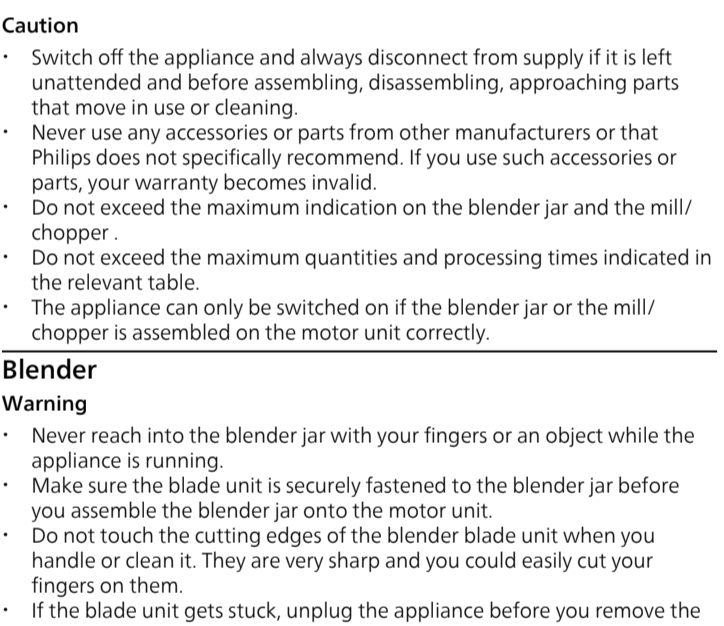 Caution
· Switch off the appliance and always disconnect from supply if it is left
unattended and before assembling, disassembling, approaching parts
that move in use or cleaning.
· Never use any accessories or parts from other manufacturers or that
Philips does not specifically recommend. If you use such accessories or
parts, your warranty becomes invalid.
· Do not exceed the maximum indication on the blender jar and the mill/
chopper .
· Do not exceed the maximum quantities and processing times indicated in
the relevant table.
· The appliance can only be switched on if the blender jar or the mill/
chopper is assembled on the motor unit correctly.
Blender
Warning
· Never reach into the blender jar with your fingers or an object while the
appliance is running.
· Make sure the blade unit is securely fastened to the blender jar before
you assemble the blender jar onto the motor unit.
· Do not touch the cutting edges of the blender blade unit when you
handle or clean it. They are very sharp and you could easily cut your
fingers on them.
· If the blade unit gets stuck, unplug the appliance before you remove the